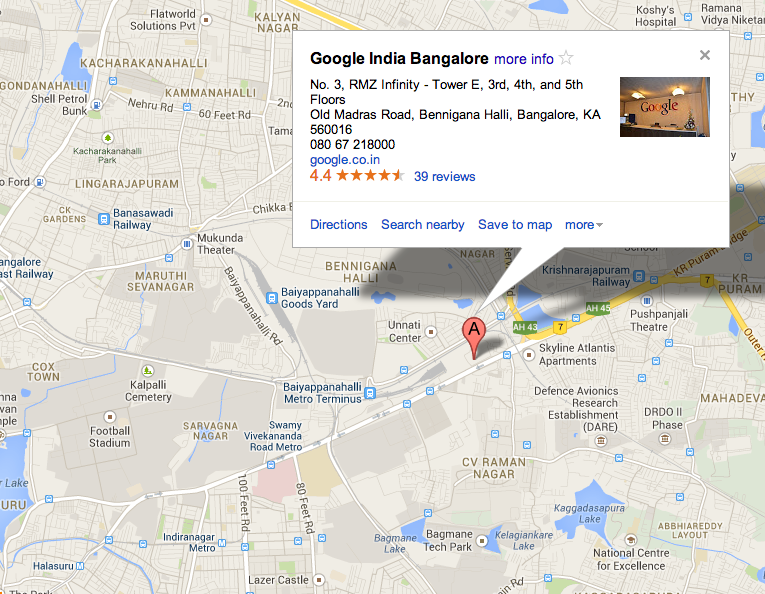 Flatworld
Solutions Pvt
KALYAN
NAGAR
Koshy's
Hospital
Ramana
Vidya Niketan
KACHARAKANAHALLI
GONDANAHALLI
Shell Petrol
Bunk
Nehru Rd
KAMMANAHALLI
60 Feet Rd
Kacharakanahalli
Park
LINGARAJAPURAM
CK
GARDENS
Banasawadi
Railway
Chikka
Mukunda
Theater
MARUTHI
SEVANAGAR
Google India Bangalore more info
No. 3, RMZ Infinity - Tower E, 3rd, 4th, and 5th
Floors
Old Madras Road, Bennigana Halli, Bangalore, KA
560016
080 67 218000
google.co.in
4.4 39 reviews
Google
Directions Search nearby Save to map more
BENNIGANA
HALLI
NAGAR
School
Krishnarajapuram
Railway
KR Puram Bridge
KR
PURAM
7
AH 45
AH 43
7
Pushpanjali
Theatre
Outer
Baiyappanahalli
Goods Yard
Baiyappanahalli Rd
Unnati
Center
A
Skyline Atlantis
Apartments
COX
TOWN
Kalpalli
Cemetery
Baiyappanahalli
Metro Terminus
Defence Avionics
Research
Establishment
(DARE)
DRDO II
Phase
MAHADEVA
Football
Stadium
SARVAGNA
NAGAR
Swamy
Vivekananda
Road Metro
CV RAMAN
NAGAR
100 Feet Rd
80 Feet Rd
Kaggadasapura
Lake
Indiranagar
Metro
Bagmane
Lake
Bagmane
Tech Park
Kelagiankare
Lake
ABBHIAREDDY
LAYOUT
National Centre
for Excellence
Halasuru
Lazer Castle